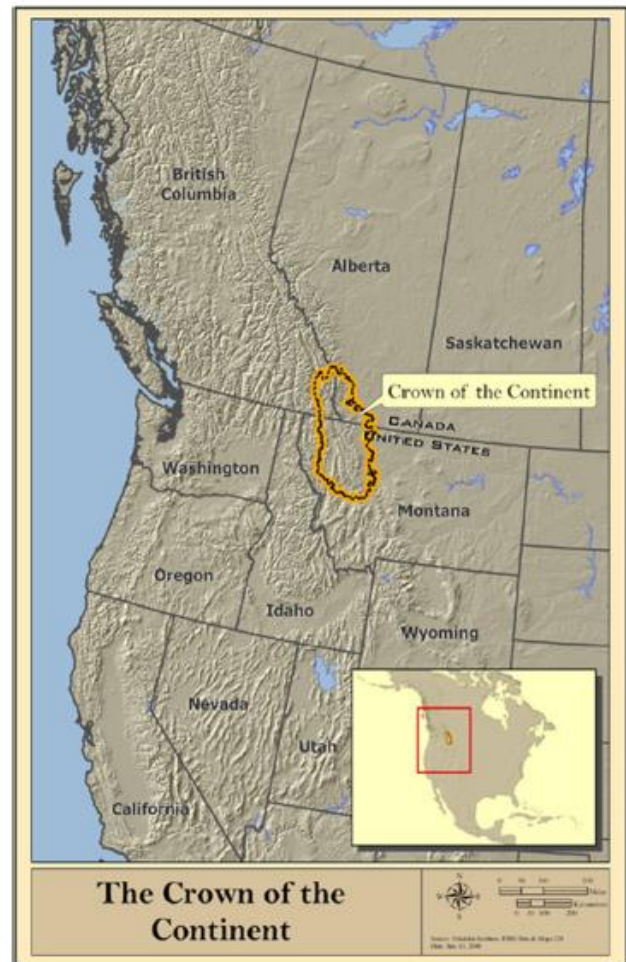 British
Columbia
Alberta
Saskatchewan
Crown of the Continent
CANADA
UNITED STATES
Washington
Montana
Oregon
Idaho
Wyoming
Nevada
Utah
California
The Crown of the
Continent